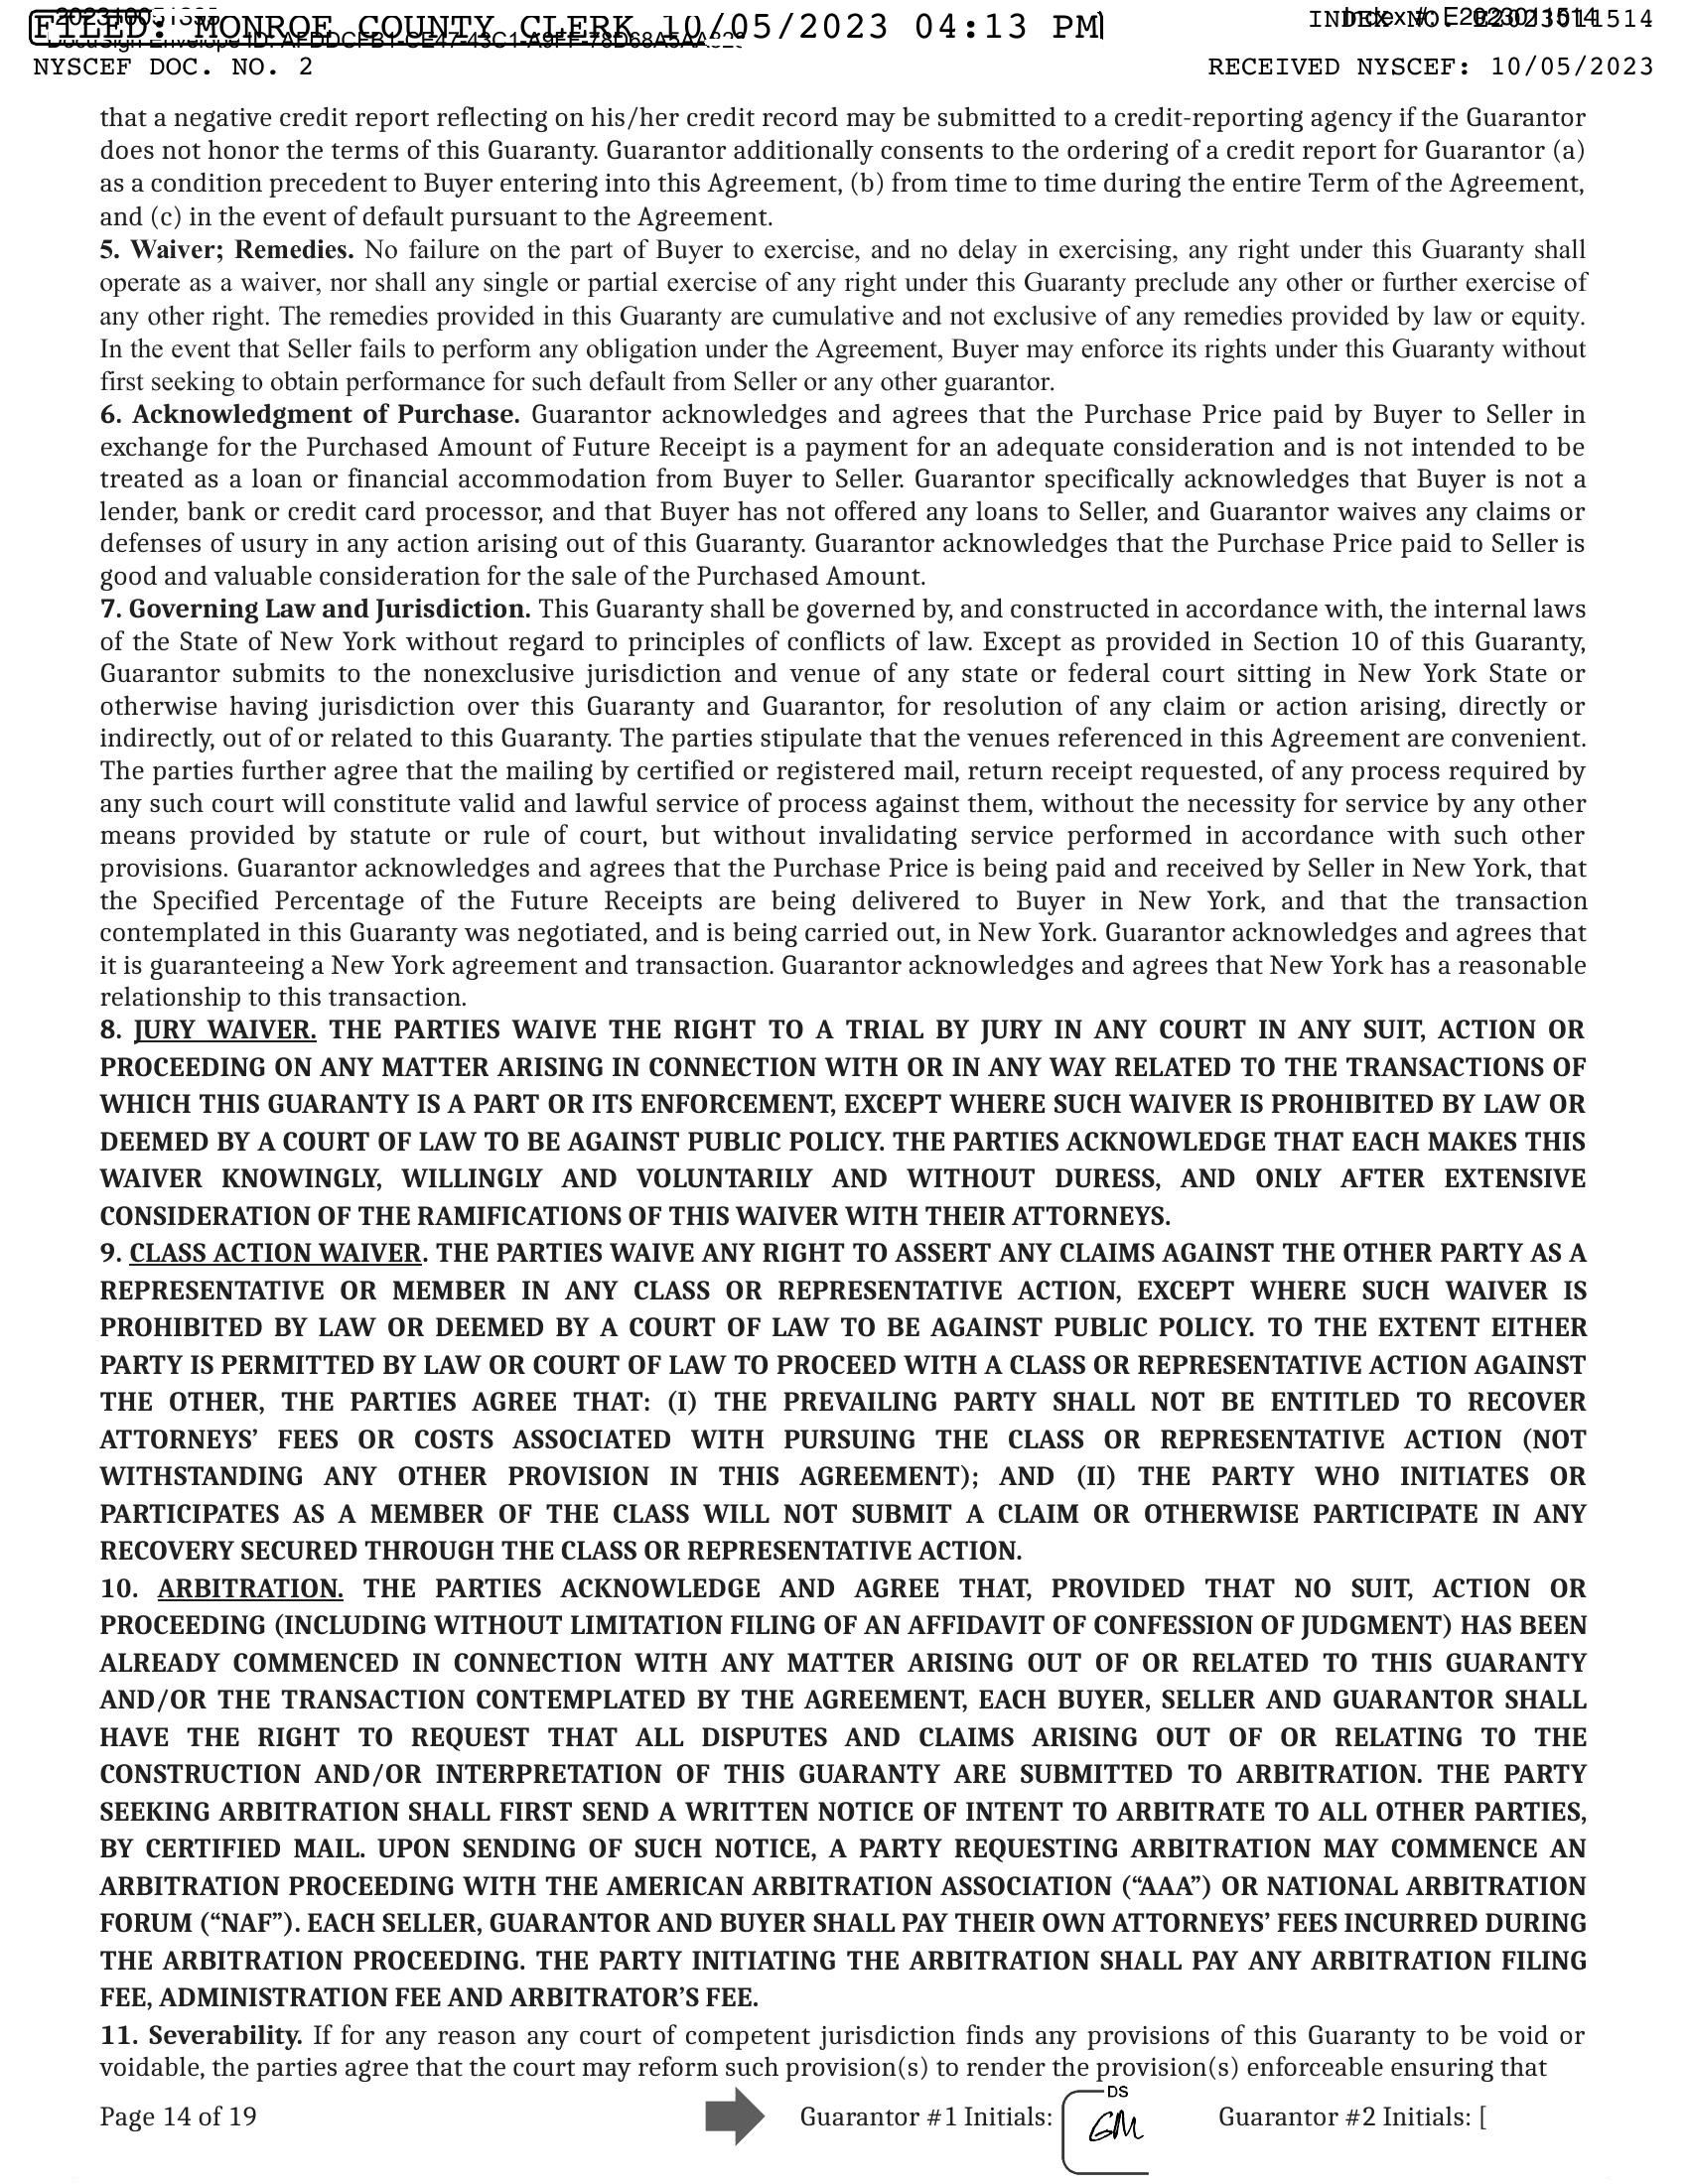 202310051335
FILED: MONROE COUNTY CLERK 10/05/2023 04:13 PM
INDEX NO. E2023011514
Index #: E2023011514
DocuSign Envelope ID:
NYSCEF DOC. NO. 2
RECEIVED NYSCEF: 10/05/2023
that a negative credit report reflecting on his/her credit record may be submitted to a credit-reporting agency if the Guarantor
does not honor the terms of this Guaranty. Guarantor additionally consents to the ordering of a credit report for Guarantor (a)
as a condition precedent to Buyer entering into this Agreement, (b) from time to time during the entire Term of the Agreement,
and (c) in the event of default pursuant to the Agreement.
5. Waiver; Remedies. No failure on the part of Buyer to exercise, and no delay in exercising, any right under this Guaranty shall
operate as a waiver, nor shall any single or partial exercise of any right under this Guaranty preclude any other or further exercise of
any other right. The remedies provided in this Guaranty are cumulative and not exclusive of any remedies provided by law or equity.
In the event that Seller fails to perform any obligation under the Agreement, Buyer may enforce its rights under this Guaranty without
first seeking to obtain performance for such default from Seller or any other guarantor.
6. Acknowledgment of Purchase. Guarantor acknowledges and agrees that the Purchase Price paid by Buyer to Seller in
exchange for the Purchased Amount of Future Receipt is a payment for an adequate consideration and is not intended to be
treated as a loan or financial accommodation from Buyer to Seller. Guarantor specifically acknowledges that Buyer is not a
lender, bank or credit card processor, and that Buyer has not offered any loans to Seller, and Guarantor waives any claims or
defenses of usury in any action arising out of this Guaranty. Guarantor acknowledges that the Purchase Price paid to Seller is
good and valuable consideration for the sale of the Purchased Amount.
7. Governing Law and Jurisdiction. This Guaranty shall be governed by, and constructed in accordance with, the internal laws
of the State of New York without regard to principles of conflicts of law. Except as provided in Section 10 of this Guaranty,
Guarantor submits to the nonexclusive jurisdiction and venue of any state or federal court sitting in New York State or
otherwise having jurisdiction over this Guaranty and Guarantor, for resolution of any claim or action arising, directly or
indirectly, out of or related to this Guaranty. The parties stipulate that the venues referenced in this Agreement are convenient.
The parties further agree that the mailing by certified or registered mail, return receipt requested, of any process required by
any such court will constitute valid and lawful service of process against them, without the necessity for service by any other
means provided by statute or rule of court, but without invalidating service performed in accordance with such other
provisions. Guarantor acknowledges and agrees that the Purchase Price is being paid and received by Seller in New York, that
the Specified Percentage of the Future Receipts are being delivered to Buyer in New York, and that the transaction
contemplated in this Guaranty was negotiated, and is being carried out, in New York. Guarantor acknowledges and agrees that
it is guaranteeing a New York agreement and transaction. Guarantor acknowledges and agrees that New York has a reasonable
relationship to this transaction.
8. JURY WAIVER. THE PARTIES WAIVE THE RIGHT TO A TRIAL BY JURY IN ANY COURT IN ANY SUIT, ACTION OR
PROCEEDING ON ANY MATTER ARISING IN CONNECTION WITH OR IN ANY WAY RELATED TO THE TRANSACTIONS OF
WHICH THIS GUARANTY IS A PART OR ITS ENFORCEMENT, EXCEPT WHERE SUCH WAIVER IS PROHIBITED BY LAW OR
DEEMED BY A COURT OF LAW TO BE AGAINST PUBLIC POLICY. THE PARTIES ACKNOWLEDGE THAT EACH MAKES THIS
WAIVER KNOWINGLY, WILLINGLY AND VOLUNTARILY AND WITHOUT DURESS, AND ONLY AFTER EXTENSIVE
CONSIDERATION OF THE RAMIFICATIONS OF THIS WAIVER WITH THEIR ATTORNEYS.
9. CLASS ACTION WAIVER. THE PARTIES WAIVE ANY RIGHT TO ASSERT ANY CLAIMS AGAINST THE OTHER PARTY AS A
REPRESENTATIVE OR MEMBER IN ANY CLASS OR REPRESENTATIVE ACTION, EXCEPT WHERE SUCH WAIVER IS
PROHIBITED BY LAW OR DEEMED BY A COURT OF LAW TO BE AGAINST PUBLIC POLICY. TO THE EXTENT EITHER
PARTY IS PERMITTED BY LAW OR COURT OF LAW TO PROCEED WITH A CLASS OR REPRESENTATIVE ACTION AGAINST
THE OTHER, THE PARTIES AGREE THAT: (I) THE PREVAILING PARTY SHALL NOT BE ENTITLED TO RECOVER
ATTORNEYS’ FEES OR COSTS ASSOCIATED WITH PURSUING THE CLASS OR REPRESENTATIVE ACTION (NOT
WITHSTANDING ANY OTHER PROVISION IN THIS AGREEMENT); AND (II) THE PARTY WHO INITIATES OR
PARTICIPATES AS A MEMBER OF THE CLASS WILL NOT SUBMIT A CLAIM OR OTHERWISE PARTICIPATE IN ANY
RECOVERY SECURED THROUGH THE CLASS OR REPRESENTATIVE ACTION.
10. ARBITRATION. THE PARTIES ACKNOWLEDGE AND AGREE THAT, PROVIDED THAT NO SUIT, ACTION OR
PROCEEDING (INCLUDING WITHOUT LIMITATION FILING OF AN AFFIDAVIT OF CONFESSION OF JUDGMENT) HAS BEEN
ALREADY COMMENCED IN CONNECTION WITH ANY MATTER ARISING OUT OF OR RELATED TO THIS GUARANTY
AND/OR THE TRANSACTION CONTEMPLATED BY THE AGREEMENT, EACH BUYER, SELLER AND GUARANTOR SHALL
HAVE THE RIGHT TO REQUEST THAT ALL DISPUTES AND CLAIMS ARISING OUT OF OR RELATING TO THE
CONSTRUCTION AND/OR INTERPRETATION OF THIS GUARANTY ARE SUBMITTED TO ARBITRATION. THE PARTY
SEEKING ARBITRATION SHALL FIRST SEND A WRITTEN NOTICE OF INTENT TO ARBITRATE TO ALL OTHER PARTIES,
BY CERTIFIED MAIL. UPON SENDING OF SUCH NOTICE, A PARTY REQUESTING ARBITRATION MAY COMMENCE AN
ARBITRATION PROCEEDING WITH THE AMERICAN ARBITRATION ASSOCIATION (“AAA”) OR NATIONAL ARBITRATION
FORUM (“NAF”). EACH SELLER, GUARANTOR AND BUYER SHALL PAY THEIR OWN ATTORNEYS’ FEES INCURRED DURING
THE ARBITRATION PROCEEDING. THE PARTY INITIATING THE ARBITRATION SHALL PAY ANY ARBITRATION FILING
FEE, ADMINISTRATION FEE AND ARBITRATOR’S FEE.
11. Severability. If for any reason any court of competent jurisdiction finds any provisions of this Guaranty to be void or
voidable, the parties agree that the court may reform such provision(s) to render the provision(s) enforceable ensuring that
DS
Page 14 of 19
Guarantor #1 Initials: GM
Guarantor #2 Initials: [